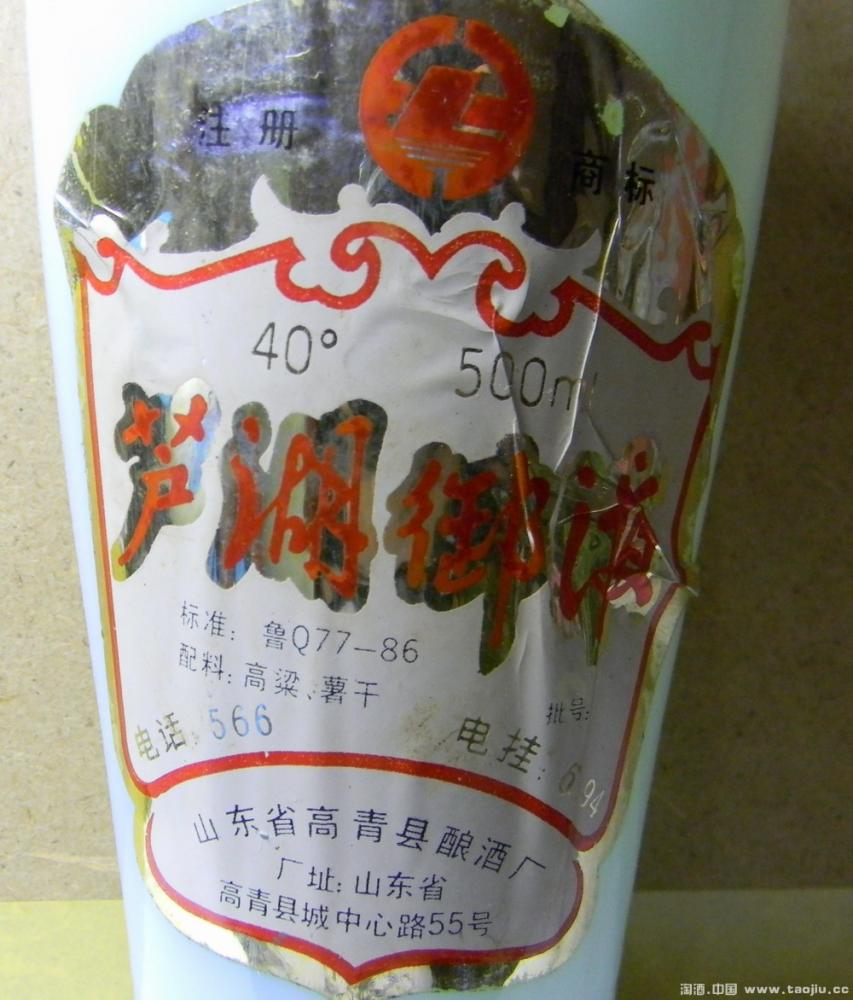 注册
商标
40° 500ml
芦湖御液
标准：鲁Q77-86
配料：高粱、薯干
批号：
电话：566 电挂：6.94
山东省高青县酿酒厂
厂址：山东省
高青县城中心路55号
淘酒.中国 www.taojiu.cc